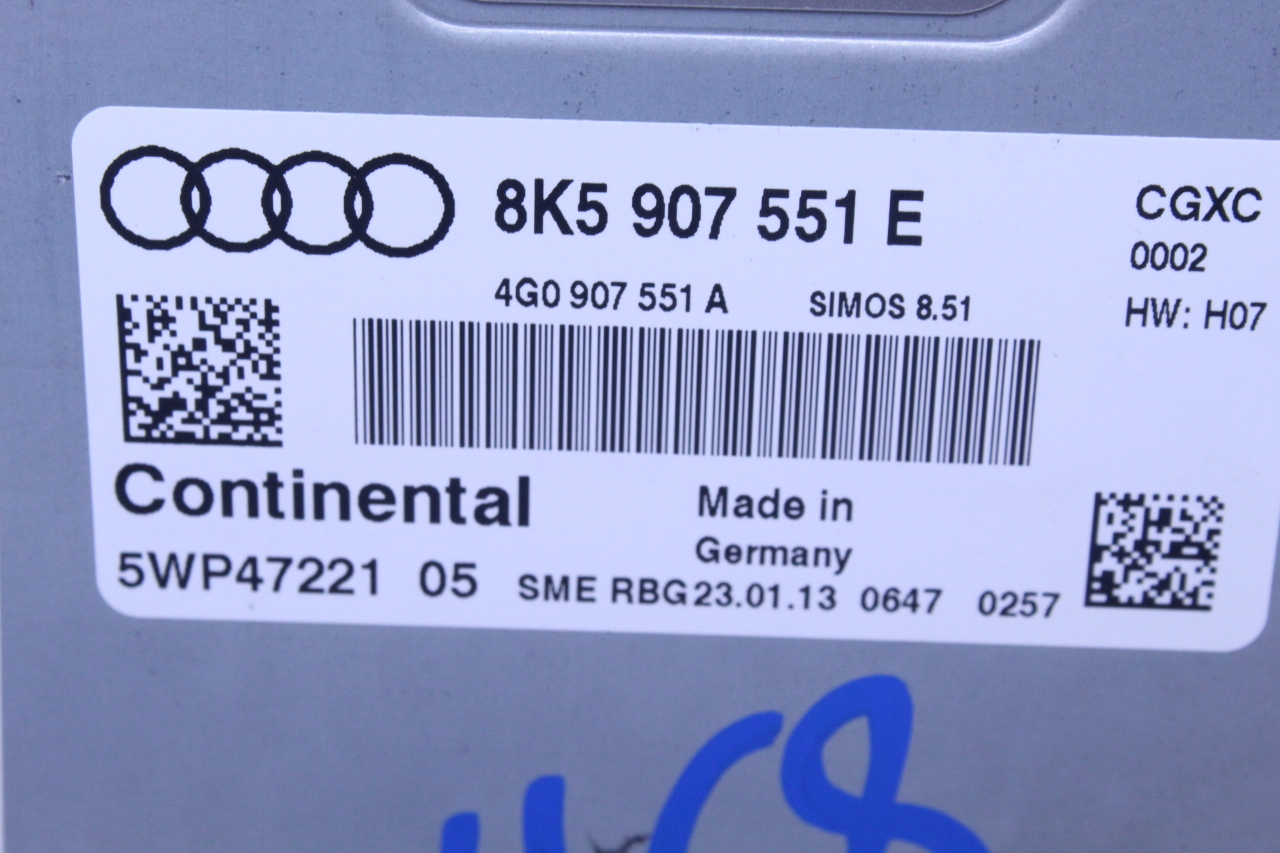 8K5 907 551 E
CGXC
0002
4G0 907 551 A SIMOS 8.51
HW: H07
Continental
Made in
Germany
5WP47221 05 SME RBG23.01.13 0647 0257